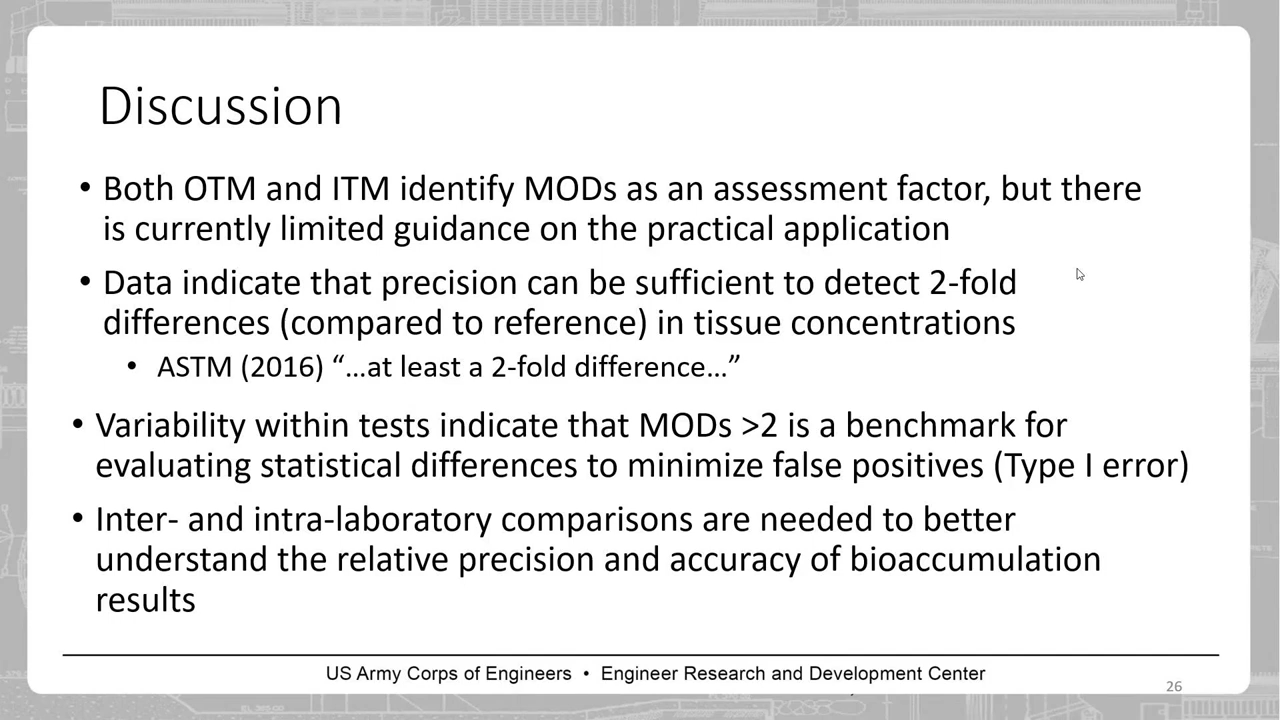 Discussion
• Both OTM and ITM identify MODs as an assessment factor, but there
is currently limited guidance on the practical application
• Data indicate that precision can be sufficient to detect 2-fold
differences (compared to reference) in tissue concentrations
• ASTM (2016) “…at least a 2-fold difference…”
• Variability within tests indicate that MODs >2 is a benchmark for
evaluating statistical differences to minimize false positives (Type I error)
• Inter- and intra-laboratory comparisons are needed to better
understand the relative precision and accuracy of bioaccumulation
results
US Army Corps of Engineers • Engineer Research and Development Center
26